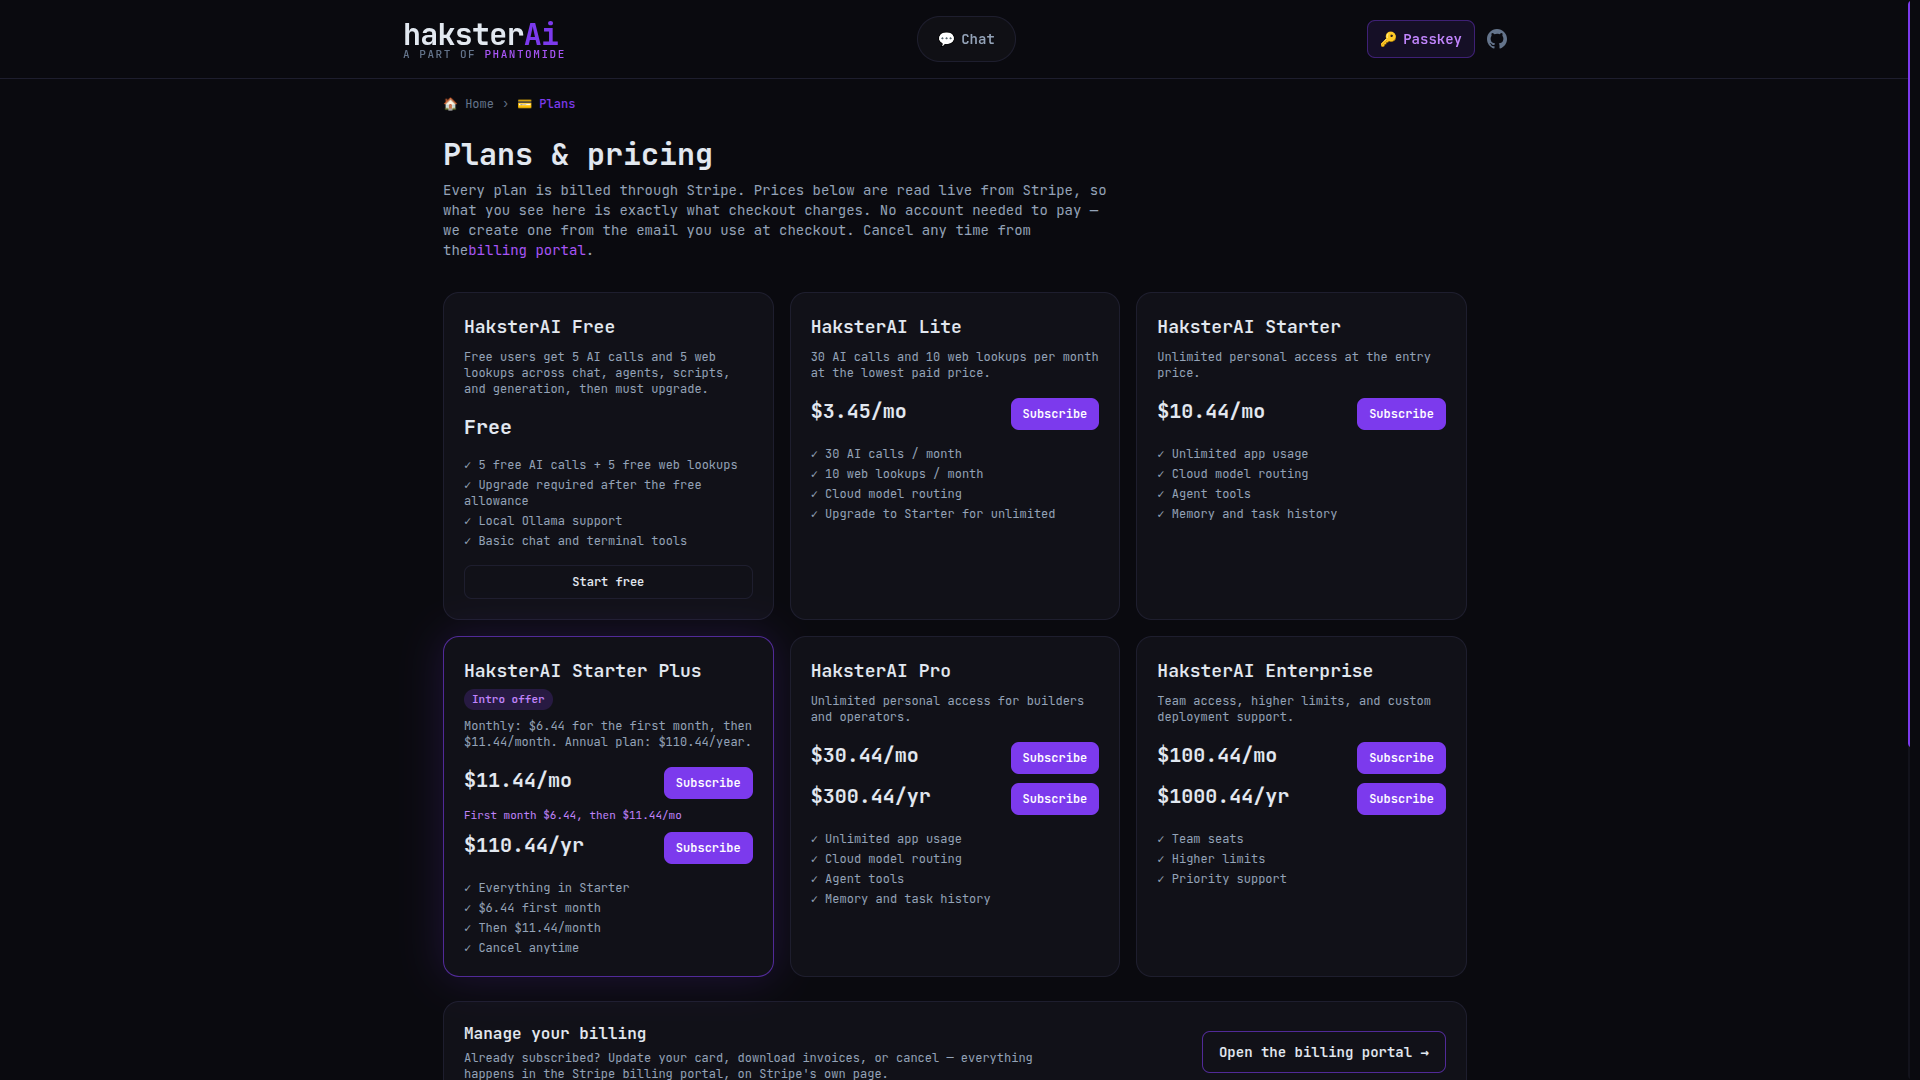 haksterAi
A PART OF PHANTOMIDE
💬 Chat
🔑 Passkey
🏠 Home › 💳 Plans
Plans & pricing
Every plan is billed through Stripe. Prices below are read live from Stripe, so
what you see here is exactly what checkout charges. No account needed to pay —
we create one from the email you use at checkout. Cancel any time from
thebilling portal.
HaksterAI Free
Free users get 5 AI calls and 5 web
lookups across chat, agents, scripts,
and generation, then must upgrade.
Free
✓ 5 free AI calls + 5 free web lookups
✓ Upgrade required after the free
allowance
✓ Local Ollama support
✓ Basic chat and terminal tools
Start free
HaksterAI Lite
30 AI calls and 10 web lookups per month
at the lowest paid price.
$3.45/mo
Subscribe
✓ 30 AI calls / month
✓ 10 web lookups / month
✓ Cloud model routing
✓ Upgrade to Starter for unlimited
HaksterAI Starter
Unlimited personal access at the entry
price.
$10.44/mo
Subscribe
✓ Unlimited app usage
✓ Cloud model routing
✓ Agent tools
✓ Memory and task history
HaksterAI Starter Plus
Intro offer
Monthly: $6.44 for the first month, then
$11.44/month. Annual plan: $110.44/year.
$11.44/mo
Subscribe
First month $6.44, then $11.44/mo
$110.44/yr
Subscribe
✓ Everything in Starter
✓ $6.44 first month
✓ Then $11.44/month
✓ Cancel anytime
HaksterAI Pro
Unlimited personal access for builders
and operators.
$30.44/mo
Subscribe
$300.44/yr
Subscribe
✓ Unlimited app usage
✓ Cloud model routing
✓ Agent tools
✓ Memory and task history
HaksterAI Enterprise
Team access, higher limits, and custom
deployment support.
$100.44/mo
Subscribe
$1000.44/yr
Subscribe
✓ Team seats
✓ Higher limits
✓ Priority support
Manage your billing
Already subscribed? Update your card, download invoices, or cancel — everything
happens in the Stripe billing portal, on Stripe's own page.
Open the billing portal →